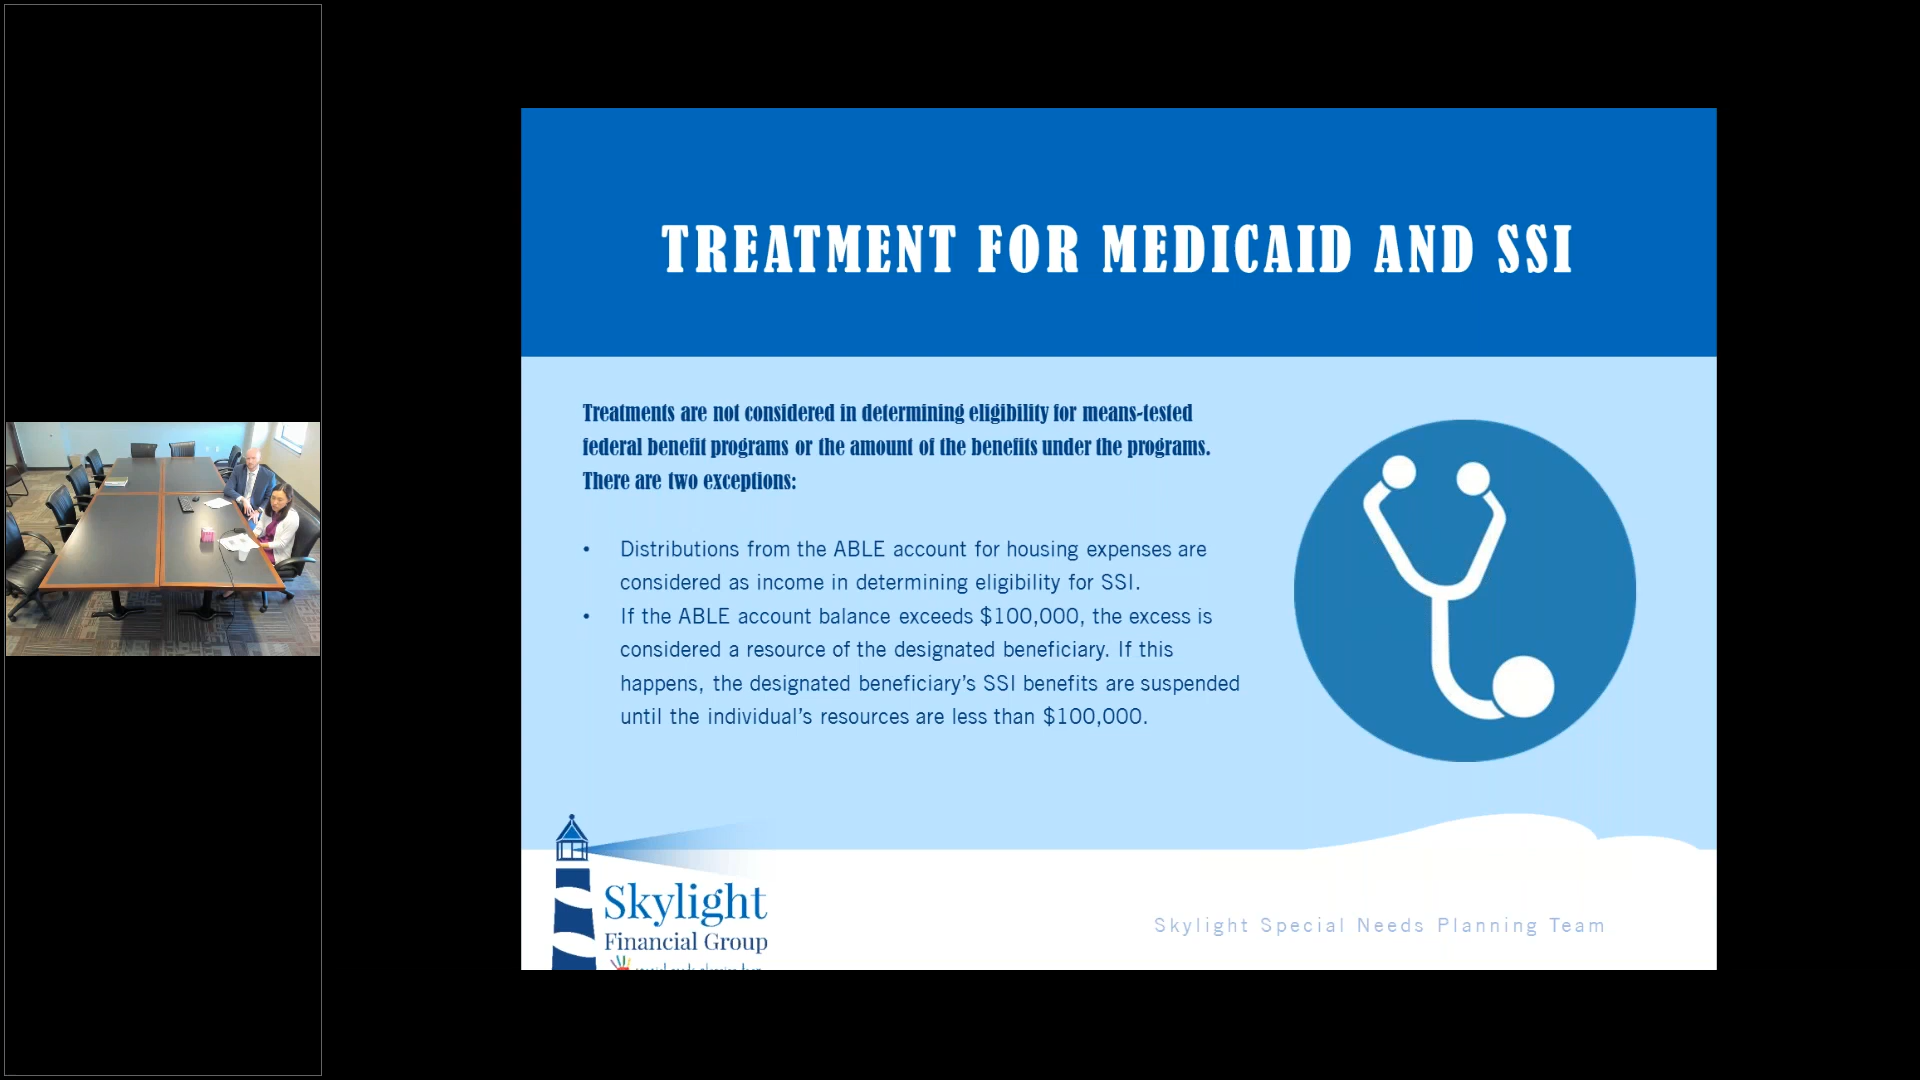 TREATMENT FOR MEDICAID AND SSI
Treatments are not considered in determining eligibility for means-tested
federal benefit programs or the amount of the benefits under the programs.
There are two exceptions:
• Distributions from the ABLE account for housing expenses are
considered as income in determining eligibility for SSI.
• If the ABLE account balance exceeds $100,000, the excess is
considered a resource of the designated beneficiary. If this
happens, the designated beneficiary’s SSI benefits are suspended
until the individual’s resources are less than $100,000.
Skylight
Financial Group
Skylight Special Needs Planning Team